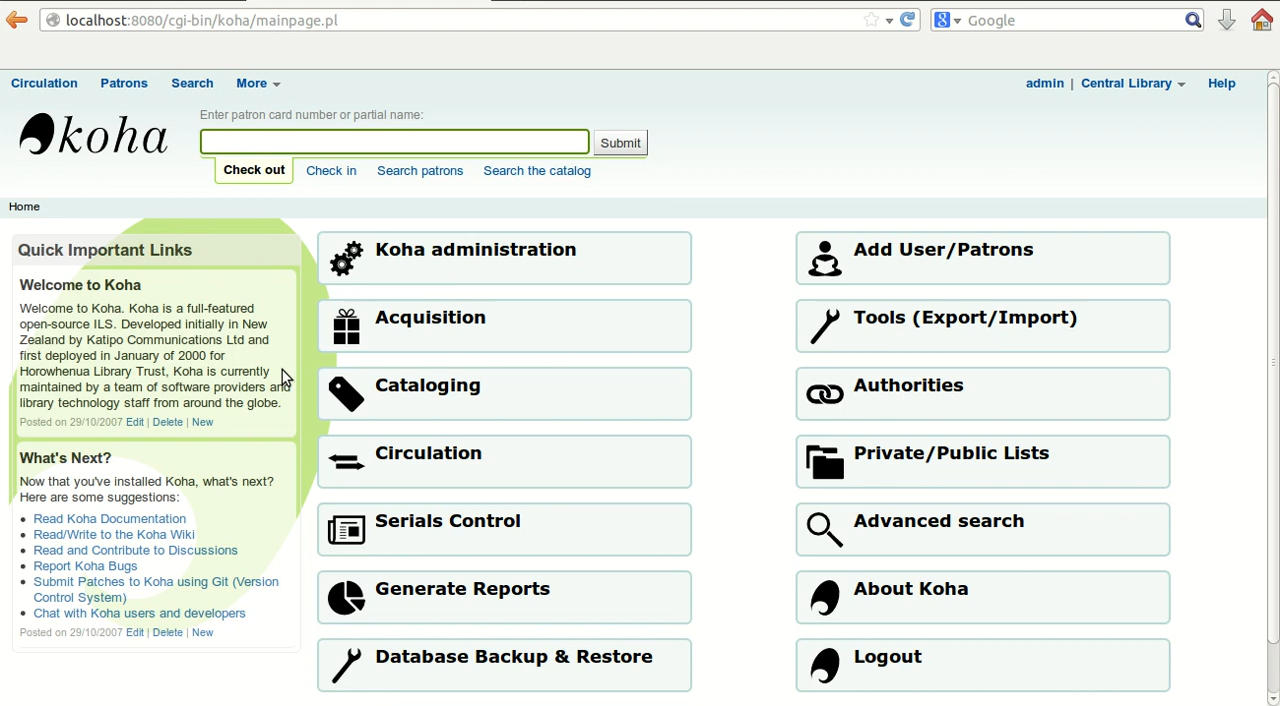 localhost:8080/cgi-bin/koha/mainpage.pl
8 Google
Circulation Patrons Search More
admin | Central Library Help
Enter patron card number or partial name:
koha
Submit
Check out Check in Search patrons Search the catalog
Home
Quick Important Links
Welcome to Koha
Welcome to Koha. Koha is a full-featured
open-source ILS. Developed initially in New
Zealand by Katipo Communications Ltd and
first deployed in January of 2000 for
Horowhenua Library Trust, Koha is currently
maintained by a team of software providers and
library technology staff from around the globe.
Posted on 29/10/2007 Edit | Delete | New
What's Next?
Now that you've installed Koha, what's next?
Here are some suggestions:
Read Koha Documentation
Read/Write to the Koha Wiki
Read and Contribute to Discussions
Report Koha Bugs
Submit Patches to Koha using Git (Version
Control System)
Chat with Koha users and developers
Posted on 29/10/2007 Edit | Delete | New
Koha administration
Acquisition
Cataloging
Circulation
Serials Control
Generate Reports
Database Backup & Restore
Add User/Patrons
Tools (Export/Import)
Authorities
Private/Public Lists
Advanced search
About Koha
Logout